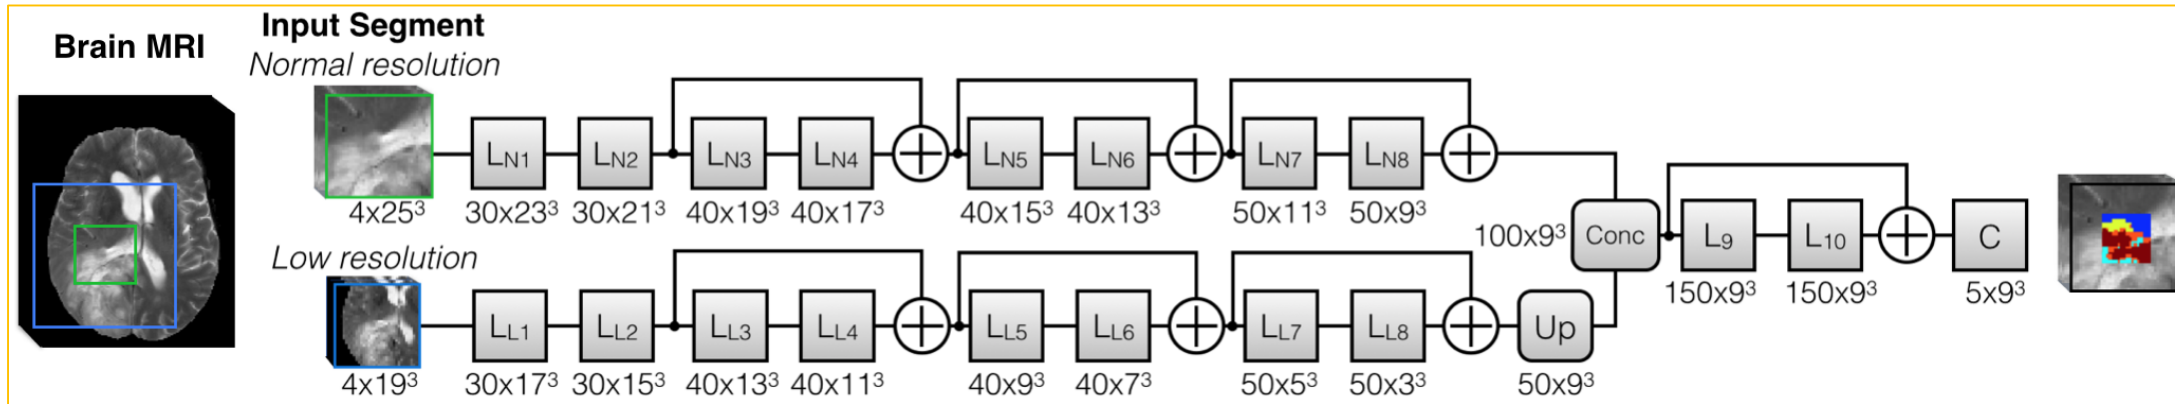 Brain MRI
Input Segment
Normal resolution
4x25³
LN1 LN2 LN3 LN4 LN5 LN6 LN7 LN8
30x23³ 30x21³ 40x19³ 40x17³ 40x15³ 40x13³ 50x11³ 50x9³
Low resolution
4x19³
LL1 LL2 LL3 LL4 LL5 LL6 LL7 LL8 Up
30x17³ 30x15³ 40x13³ 40x11³ 40x9³ 40x7³ 50x5³ 50x3³ 50x9³
100x9³ Conc L9 L10 C
150x9³ 150x9³ 5x9³